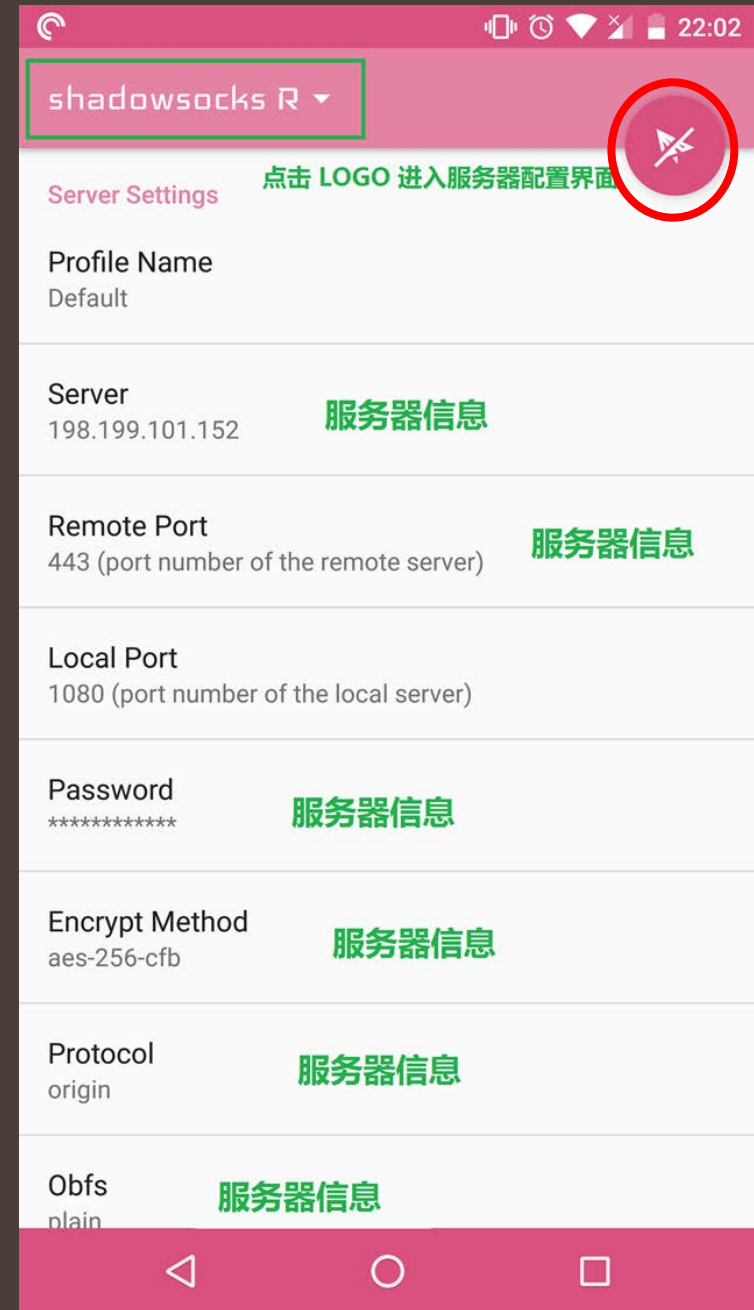 22:02
shadowsocks R
点击 LOGO 进入服务器配置界面
Server Settings
Profile Name
Default
Server
198.199.101.152
服务器信息
Remote Port
443 (port number of the remote server)
服务器信息
Local Port
1080 (port number of the local server)
Password
************
服务器信息
Encrypt Method
aes-256-cfb
服务器信息
Protocol
origin
服务器信息
Obfs
plain
服务器信息